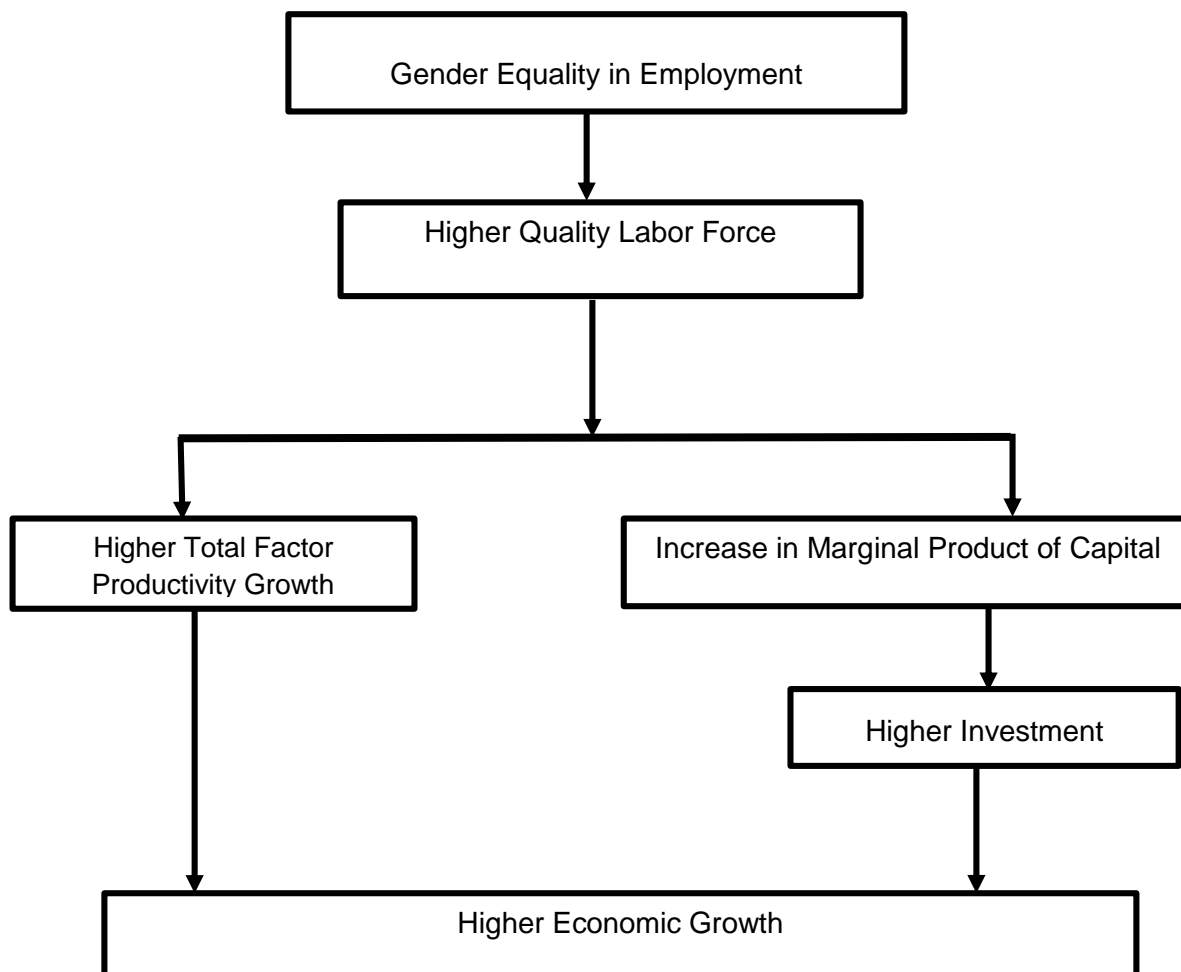 Gender Equality in Employment
Higher Quality Labor Force
Higher Total Factor
Productivity Growth
Increase in Marginal Product of Capital
Higher Investment
Higher Economic Growth